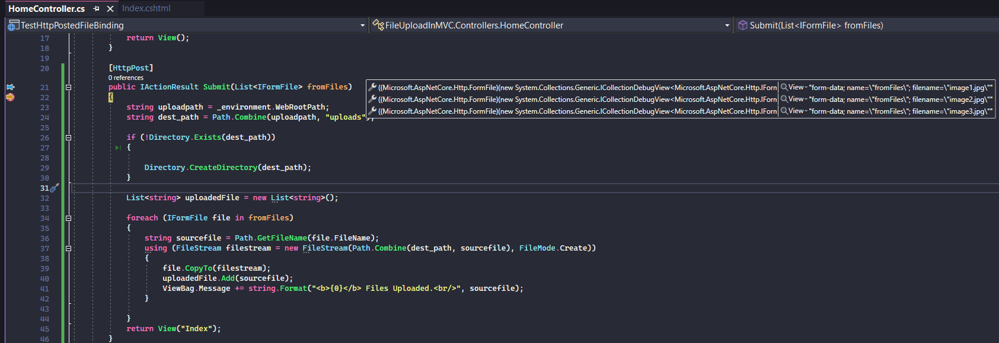 HomeController.cs Index.cshtml
TestHttpPostedFileBinding FileUploadInMVC.Controllers.HomeController Submit(List<IFormFile> fromFiles)
17 return View();
18 }
19
20 [HttpPost]
0 references
21 public IActionResult Submit(List<IFormFile> fromFiles)
((Microsoft.AspNetCore.Http.FormFile)(new System.Collections.Generic.ICollectionDebugView<Microsoft.AspNetCore.Http.IForn View "form-data; name=\"fromFiles\"; filename=\"image1.jpg\""
22 {
((Microsoft.AspNetCore.Http.FormFile)(new System.Collections.Generic.ICollectionDebugView<Microsoft.AspNetCore.Http.IForn View "form-data; name=\"fromFiles\"; filename=\"image2.jpg\""
23 string uploadpath = _environment.WebRootPath;
((Microsoft.AspNetCore.Http.FormFile)(new System.Collections.Generic.ICollectionDebugView<Microsoft.AspNetCore.Http.IForn View "form-data; name=\"fromFiles\"; filename=\"image3.jpg\""
24 string dest_path = Path.Combine(uploadpath, "uploads");
25
26 if (!Directory.Exists(dest_path))
27 {
28
29 Directory.CreateDirectory(dest_path);
30 }
31
32 List<string> uploadedFile = new List<string>();
33
34 foreach (IFormFile file in fromFiles)
35 {
36 string sourcefile = Path.GetFileName(file.FileName);
37 using (FileStream filestream = new FileStream(Path.Combine(dest_path, sourcefile), FileMode.Create))
38 {
39 file.CopyTo(filestream);
40 uploadedFile.Add(sourcefile);
41 ViewBag.Message += string.Format("<b>{0}</b> Files Uploaded.<br/>", sourcefile);
42 }
43
44 }
45 return View("Index");
46 }